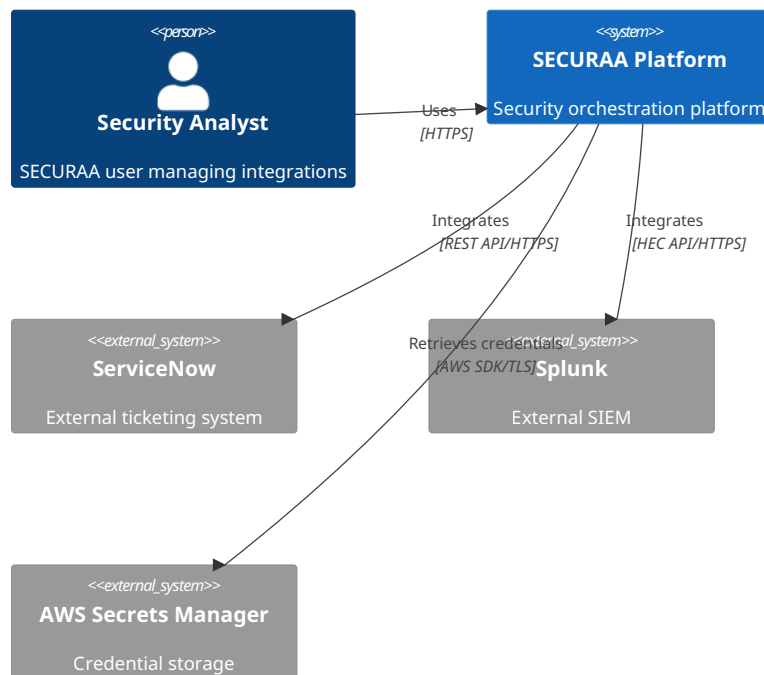 <<person>>
Security Analyst
SECURAA user managing integrations
<<system>>
SECURAA Platform
Security orchestration platform
Uses
[HTTPS]
Integrates
[REST API/HTTPS]
Integrates
[HEC API/HTTPS]
<<external_system>>
ServiceNow
External ticketing system
Retrieves credentials
[AWS SDK/TLS]
<<external_system>>
Splunk
External SIEM
<<external_system>>
AWS Secrets Manager
Credential storage